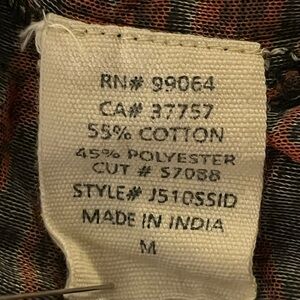 RN# 99064
CA# 37757
55% COTTON
45% POLYESTER
CUT # 57088
STYLE# J510SSID
MADE IN INDIA
M